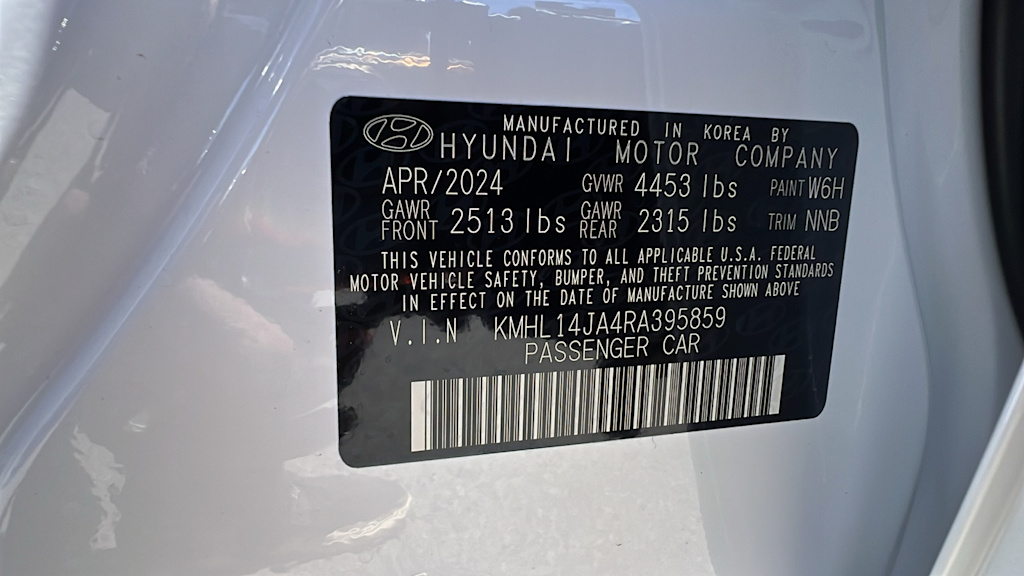 MANUFACTURED IN KOREA BY
HYUNDAI MOTOR COMPANY
APR/2024 GVWR 4453 lbs PAINT W6H
GAWR FRONT 2513 lbs GAWR REAR 2315 lbs TRIM NNB
THIS VEHICLE CONFORMS TO ALL APPLICABLE U.S.A. FEDERAL
MOTOR VEHICLE SAFETY, BUMPER, AND THEFT PREVENTION STANDARDS
IN EFFECT ON THE DATE OF MANUFACTURE SHOWN ABOVE
V.I.N KMHL14JA4RA395859
PASSENGER CAR